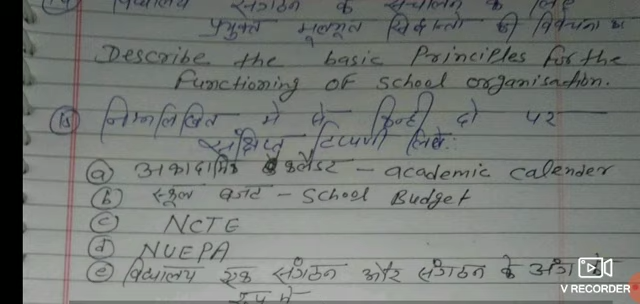 विद्यालय संगठन के संचालन के लिए
प्रयुक्त मूलभूत सिद्धान्तों की विवेचना
Describe the basic Principles for the
functioning of school organisation.
(15) निम्नलिखित में से किन्ही दो पर
संक्षिप्त टिप्पणी लिखे:
(a) अकादमिक कैलेंडर - academic calender
(b) स्कूल बजट - School Budget
(c) NCTE
(d) NUEPA
(e) विद्यालय एक संगठन और संगठन के अंग के
रूप में
V RECORDER